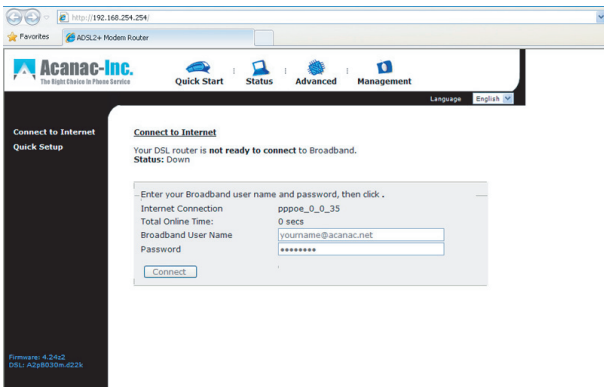 http://192.168.254.254/
Favorites ADSL2+ Modem Router
Acanac-Inc.
The Right Choice in Phone Service
Quick Start Status Advanced Management
Language English
Connect to Internet
Quick Setup
Connect to Internet
Your DSL router is not ready to connect to Broadband.
Status: Down
Enter your Broadband user name and password, then click .
Internet Connection pppoe_0_0_35
Total Online Time: 0 secs
Broadband User Name yourname@acanac.net
Password ••••••••
Connect
Firmware: 4.24s2
DSL: A2pB030m.d22k